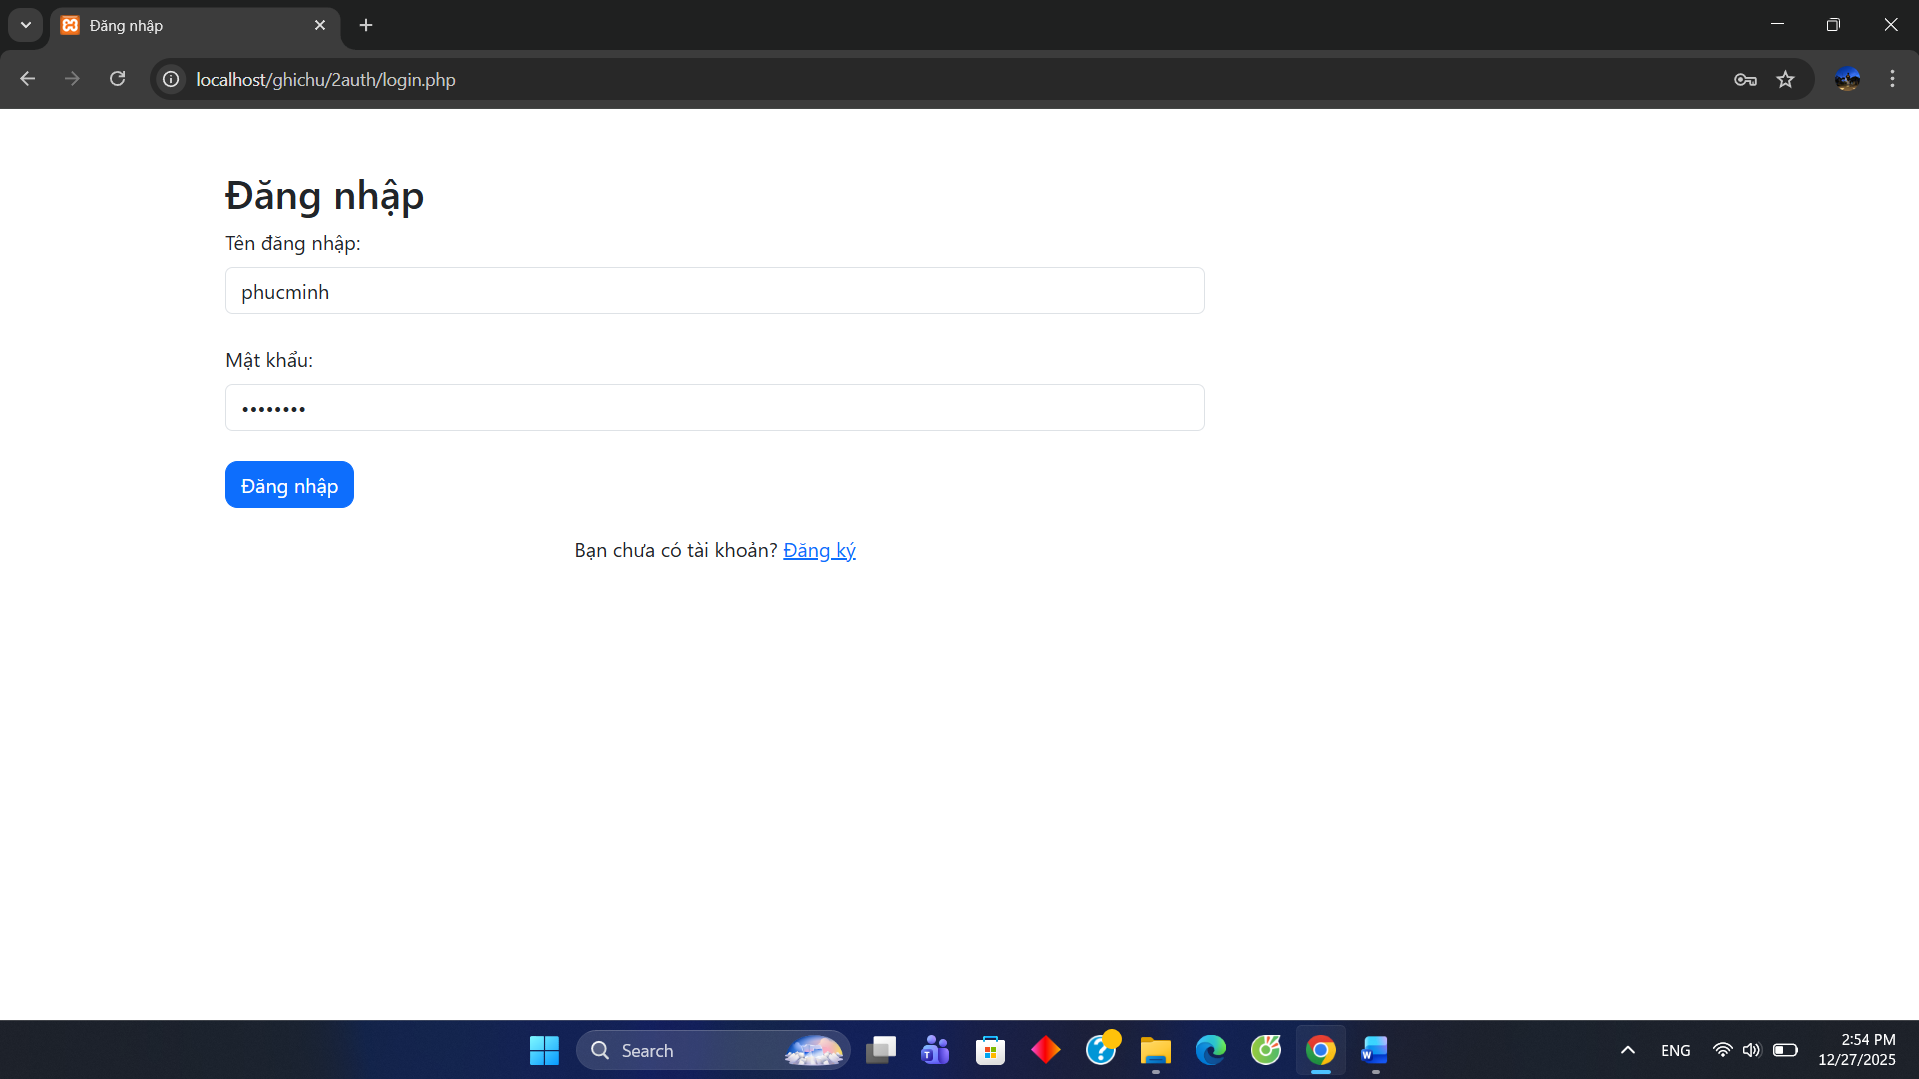 Đăng nhập
localhost/ghichu/2auth/login.php
Đăng nhập
Tên đăng nhập:
phucminh
Mật khẩu:
••••••••
Đăng nhập
Bạn chưa có tài khoản? Đăng ký
Search
ENG
2:54 PM
12/27/2025